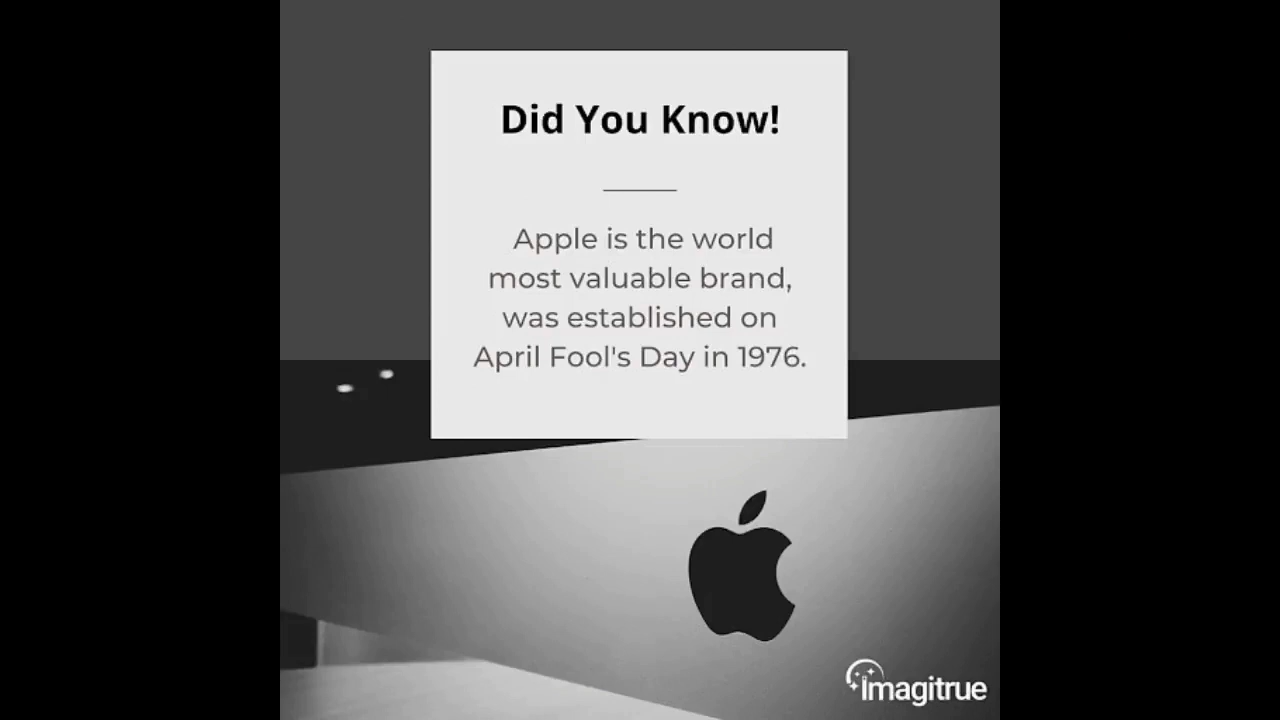 Did You Know!
Apple is the world
most valuable brand,
was established on
April Fool's Day in 1976.
imagitrue